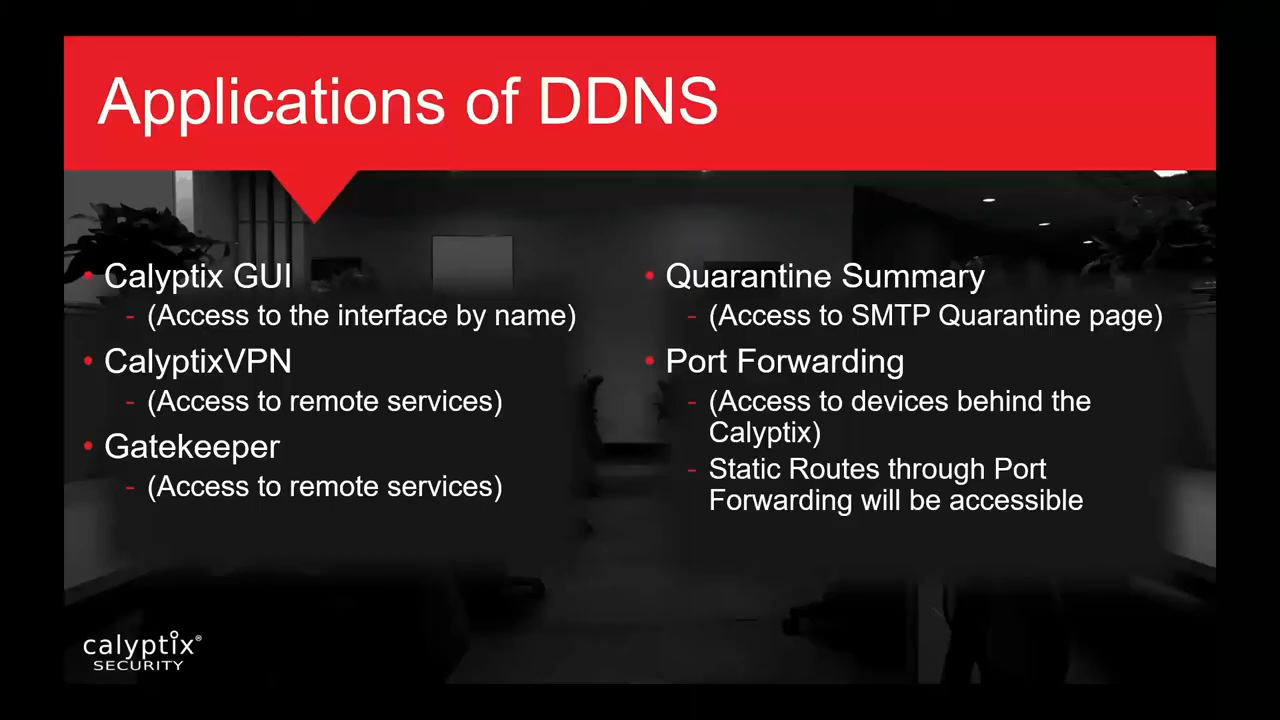 Applications of DDNS
• Calyptix GUI
- (Access to the interface by name)
• CalyptixVPN
- (Access to remote services)
• Gatekeeper
- (Access to remote services)
• Quarantine Summary
- (Access to SMTP Quarantine page)
• Port Forwarding
- (Access to devices behind the
Calyptix)
- Static Routes through Port
Forwarding will be accessible
calyptix®
SECURITY